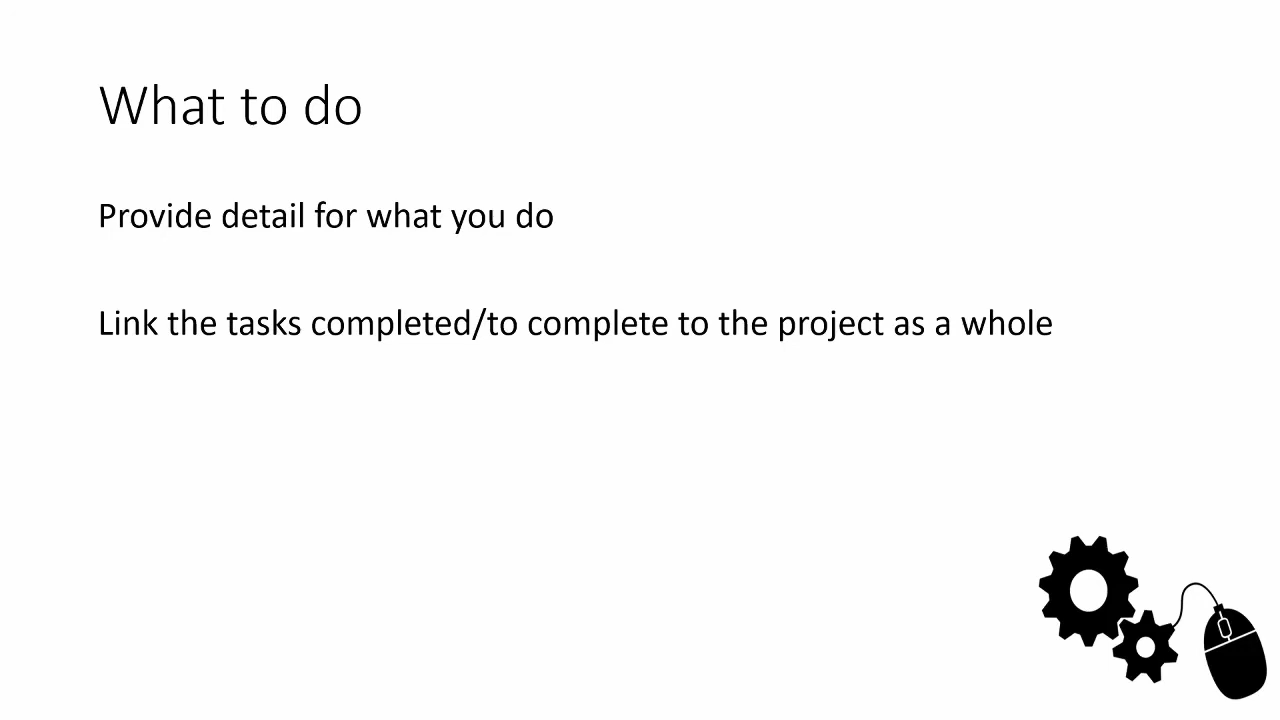 What to do
Provide detail for what you do
Link the tasks completed/to complete to the project as a whole